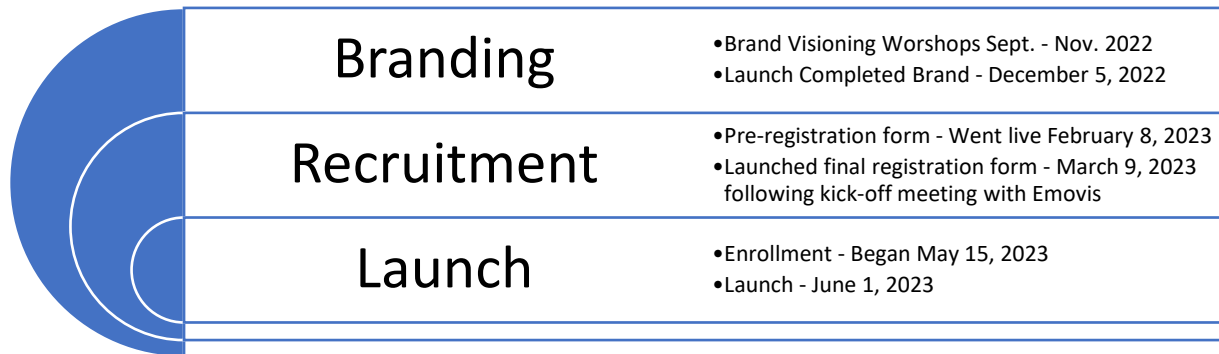 Branding
•Brand Visioning Worshops Sept. - Nov. 2022
•Launch Completed Brand - December 5, 2022
Recruitment
•Pre-registration form - Went live February 8, 2023
•Launched final registration form - March 9, 2023
following kick-off meeting with Emovis
Launch
•Enrollment - Began May 15, 2023
•Launch - June 1, 2023